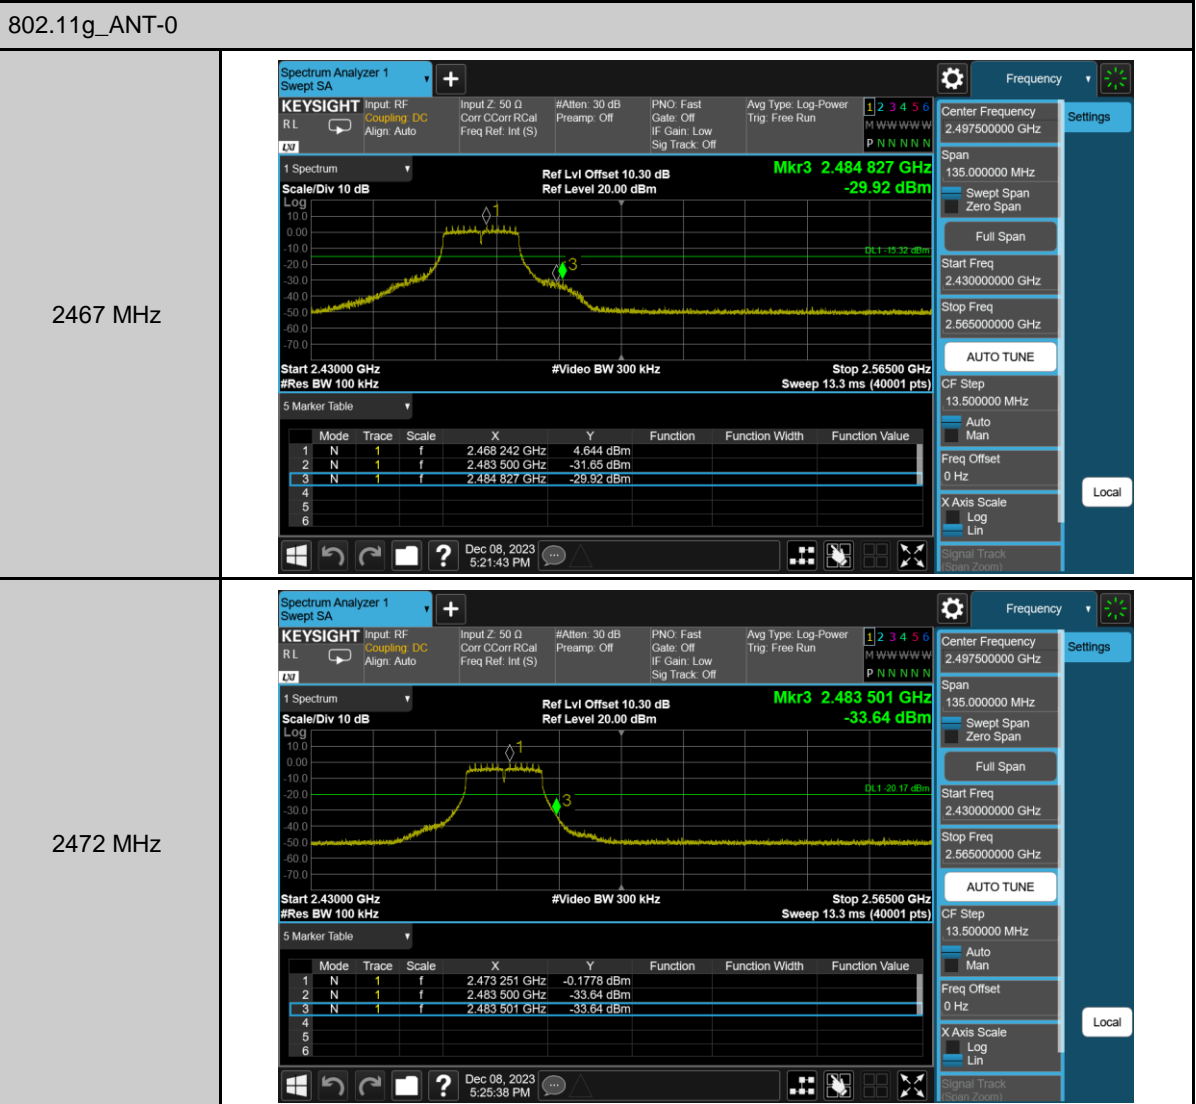 802.11g_ANT-0
2467 MHz
Spectrum Analyzer 1
Swept SA
Frequency
KEYSIGHT
RL
LXI
Input: RF
Coupling: DC
Align: Auto
Input Z: 50 Ω
Corr CCorr RCal
Freq Ref: Int (S)
#Atten: 30 dB
Preamp: Off
PNO: Fast
Gate: Off
IF Gain: Low
Sig Track: Off
Avg Type: Log-Power
Trig: Free Run
1 2 3 4 5 6
M W W W W W
P N N N N N
1 Spectrum
Scale/Div 10 dB
Ref Lvl Offset 10.30 dB
Ref Level 20.00 dBm
Mkr3 2.484 827 GHz
-29.92 dBm
Log
10.0
0.00
-10.0
-20.0
-30.0
-40.0
-50.0
-60.0
-70.0
1
3
DL1 -15.32 dBm
Start 2.43000 GHz
#Video BW 300 kHz
Stop 2.56500 GHz
#Res BW 100 kHz
Sweep 13.3 ms (40001 pts)
5 Marker Table
Mode Trace Scale X Y Function Function Width Function Value
1 N 1 f 2.468 242 GHz 4.644 dBm
2 N 1 f 2.483 500 GHz -31.65 dBm
3 N 1 f 2.484 827 GHz -29.92 dBm
4
5
6
?
Dec 08, 2023
5:21:43 PM
Center Frequency
2.497500000 GHz
Span
135.000000 MHz
Swept Span
Zero Span
Full Span
Start Freq
2.430000000 GHz
Stop Freq
2.565000000 GHz
AUTO TUNE
CF Step
13.500000 MHz
Auto
Man
Freq Offset
0 Hz
X Axis Scale
Log
Lin
Signal Track
(Span Zoom)
Settings
Local
2472 MHz
Spectrum Analyzer 1
Swept SA
Frequency
KEYSIGHT
RL
LXI
Input: RF
Coupling: DC
Align: Auto
Input Z: 50 Ω
Corr CCorr RCal
Freq Ref: Int (S)
#Atten: 30 dB
Preamp: Off
PNO: Fast
Gate: Off
IF Gain: Low
Sig Track: Off
Avg Type: Log-Power
Trig: Free Run
1 2 3 4 5 6
M W W W W W
P N N N N N
1 Spectrum
Scale/Div 10 dB
Ref Lvl Offset 10.30 dB
Ref Level 20.00 dBm
Mkr3 2.483 501 GHz
-33.64 dBm
Log
10.0
0.00
-10.0
-20.0
-30.0
-40.0
-50.0
-60.0
-70.0
1
3
DL1 -20.17 dBm
Start 2.43000 GHz
#Video BW 300 kHz
Stop 2.56500 GHz
#Res BW 100 kHz
Sweep 13.3 ms (40001 pts)
5 Marker Table
Mode Trace Scale X Y Function Function Width Function Value
1 N 1 f 2.473 251 GHz -0.1778 dBm
2 N 1 f 2.483 500 GHz -33.64 dBm
3 N 1 f 2.483 501 GHz -33.64 dBm
4
5
6
?
Dec 08, 2023
5:25:38 PM
Center Frequency
2.497500000 GHz
Span
135.000000 MHz
Swept Span
Zero Span
Full Span
Start Freq
2.430000000 GHz
Stop Freq
2.565000000 GHz
AUTO TUNE
CF Step
13.500000 MHz
Auto
Man
Freq Offset
0 Hz
X Axis Scale
Log
Lin
Signal Track
(Span Zoom)
Settings
Local